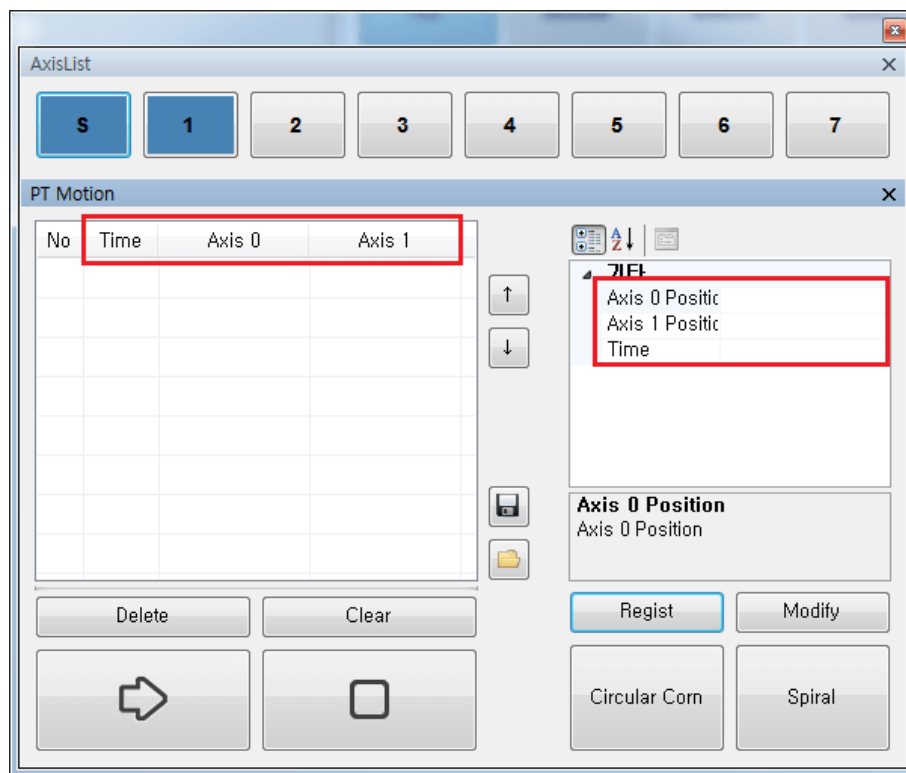 AxisList
S 1 2 3 4 5 6 7
PT Motion
No Time Axis 0 Axis 1
기타
Axis 0 Positic
Axis 1 Positic
Time
Axis 0 Position
Axis 0 Position
Delete Clear
Regist Modify
Circular Corn Spiral